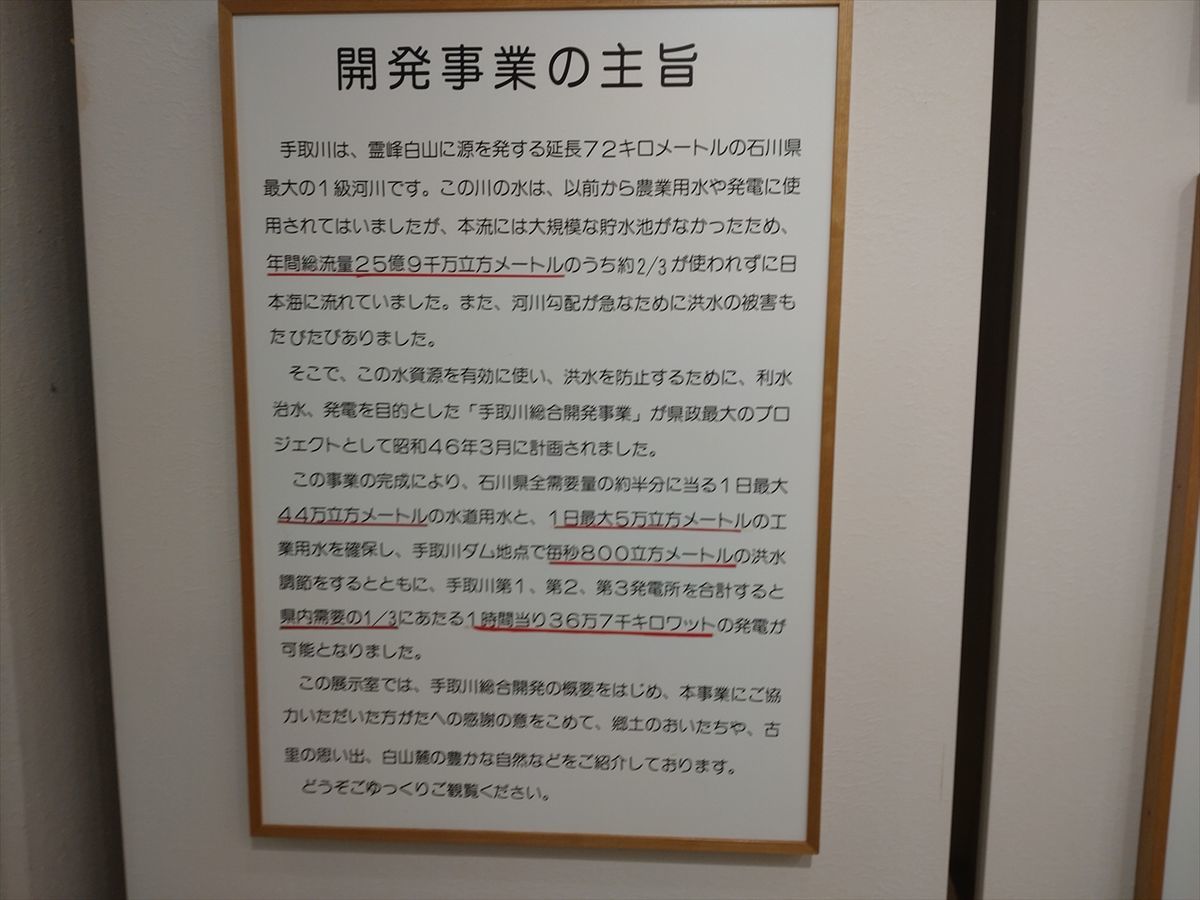 開発事業の主旨
手取川は、霊峰白山に源を発する延長72キロメートルの石川県
最大の1級河川です。この川の水は、以前から農業用水や発電に使
用されてはいましたが、本流には大規模な貯水池がなかったため、
年間総流量25億9千万立方メートルのうち約2/3が使われずに日
本海に流れていました。また、河川勾配が急なために洪水の被害も
たびたびありました。
そこで、この水資源を有効に使い、洪水を防止するために、利水
治水、発電を目的とした「手取川総合開発事業」が県政最大のプロ
ジェクトとして昭和46年3月に計画されました。
この事業の完成により、石川県全需要量の約半分に当る1日最大
44万立方メートルの水道用水と、1日最大5万立方メートルの工
業用水を確保し、手取川ダム地点で毎秒800立方メートルの洪水
調節をするとともに、手取川第1、第2、第3発電所を合計すると
県内需要の1/3にあたる1時間当り36万7千キロワットの発電が
可能となりました。
この展示室では、手取川総合開発の概要をはじめ、本事業にご協
力いただいた方がたへの感謝の意をこめて、郷土のおいたちや、古
里の思い出、白山麓の豊かな自然などをご紹介しております。
どうぞごゆっくりご観覧ください。